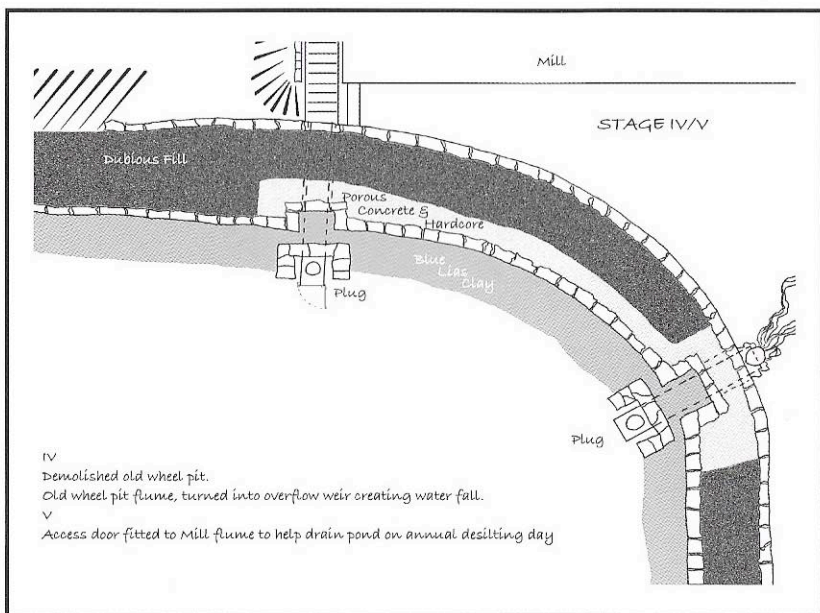 Mill
STAGE IV/V
Dubious Fill
Porous
Concrete &
Hardcore
Blue
Lias
Clay
Plug
Plug
IV
Demolished old wheel pit.
Old wheel pit flume, turned into overflow weir creating water fall.
V
Access door fitted to Mill flume to help drain pond on annual desilting day